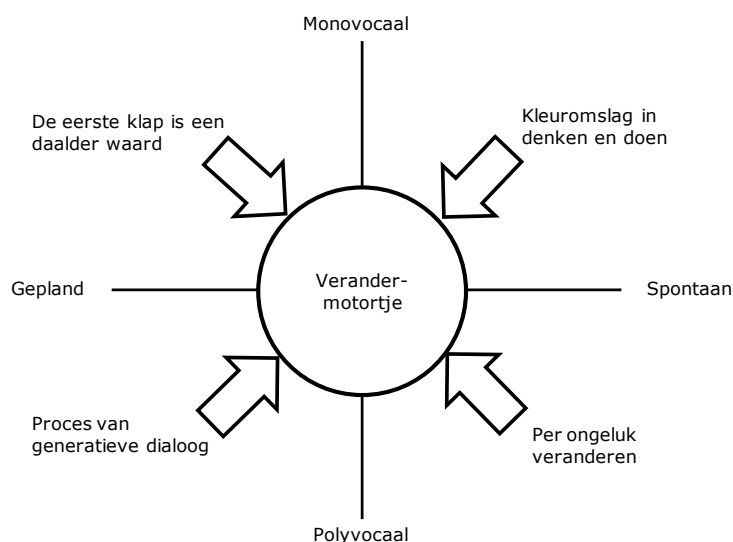 Monovocaal
De eerste klap is een
daalder waard
Kleuromslag in
denken en doen
Gepland
Verander-
motortje
Spontaan
Proces van
generatieve dialoog
Per ongeluk
veranderen
Polyvocaal